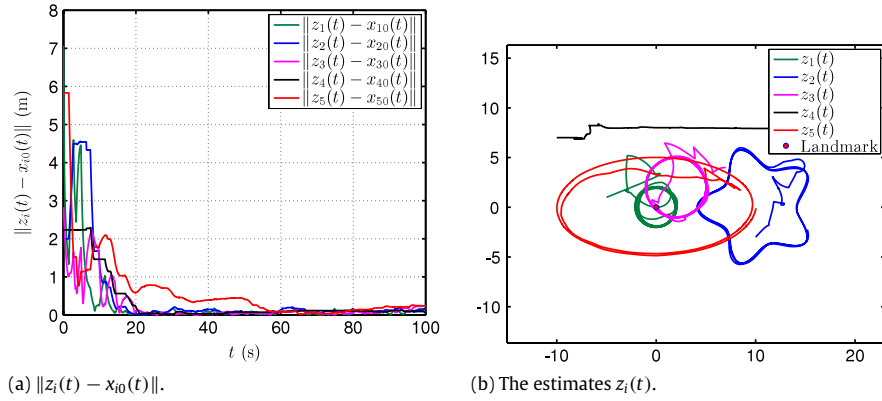 8
7
6
5
4
3
2
1
0
0
20
40
60
80
100
‖z_i(t) − x_{i0}(t)‖ (m)
t (s)
‖z_1(t) − x_{10}(t)‖
‖z_2(t) − x_{20}(t)‖
‖z_3(t) − x_{30}(t)‖
‖z_4(t) − x_{40}(t)‖
‖z_5(t) − x_{50}(t)‖
(a) ‖z_i(t) − x_{i0}(t)‖.
15
10
5
0
-5
-10
-10
0
10
20
z_1(t)
z_2(t)
z_3(t)
z_4(t)
z_5(t)
Landmark
(b) The estimates z_i(t).